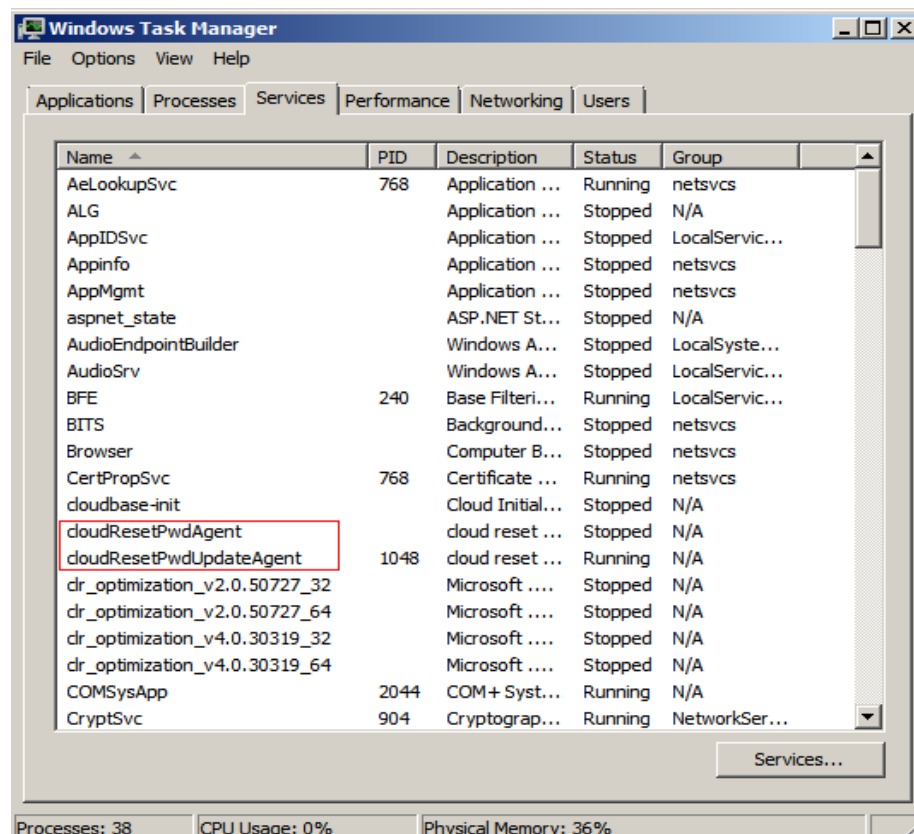 Windows Task Manager
File Options View Help
Applications Processes Services Performance Networking Users
Name PID Description Status Group
AeLookupSvc 768 Application ... Running netsvcs
ALG Application ... Stopped N/A
AppIDSvc Application ... Stopped LocalServic...
Appinfo Application ... Stopped netsvcs
AppMgmt Application ... Stopped netsvcs
aspnet_state ASP.NET St... Stopped N/A
AudioEndpointBuilder Windows A... Stopped LocalSyste...
AudioSrv Windows A... Stopped LocalServic...
BFE 240 Base Filteri... Running LocalServic...
BITS Background... Stopped netsvcs
Browser Computer B... Stopped netsvcs
CertPropSvc 768 Certificate ... Running netsvcs
cloudbase-init Cloud Initial... Stopped N/A
cloudResetPwdAgent cloud reset ... Stopped N/A
cloudResetPwdUpdateAgent 1048 cloud reset ... Running N/A
clr_optimization_v2.0.50727_32 Microsoft .... Stopped N/A
clr_optimization_v2.0.50727_64 Microsoft .... Stopped N/A
clr_optimization_v4.0.30319_32 Microsoft .... Stopped N/A
clr_optimization_v4.0.30319_64 Microsoft .... Stopped N/A
COMSysApp 2044 COM+ Syst... Running N/A
CryptSvc 904 Cryptograp... Running NetworkSer...
Services...
Processes: 38 CPU Usage: 0% Physical Memory: 36%